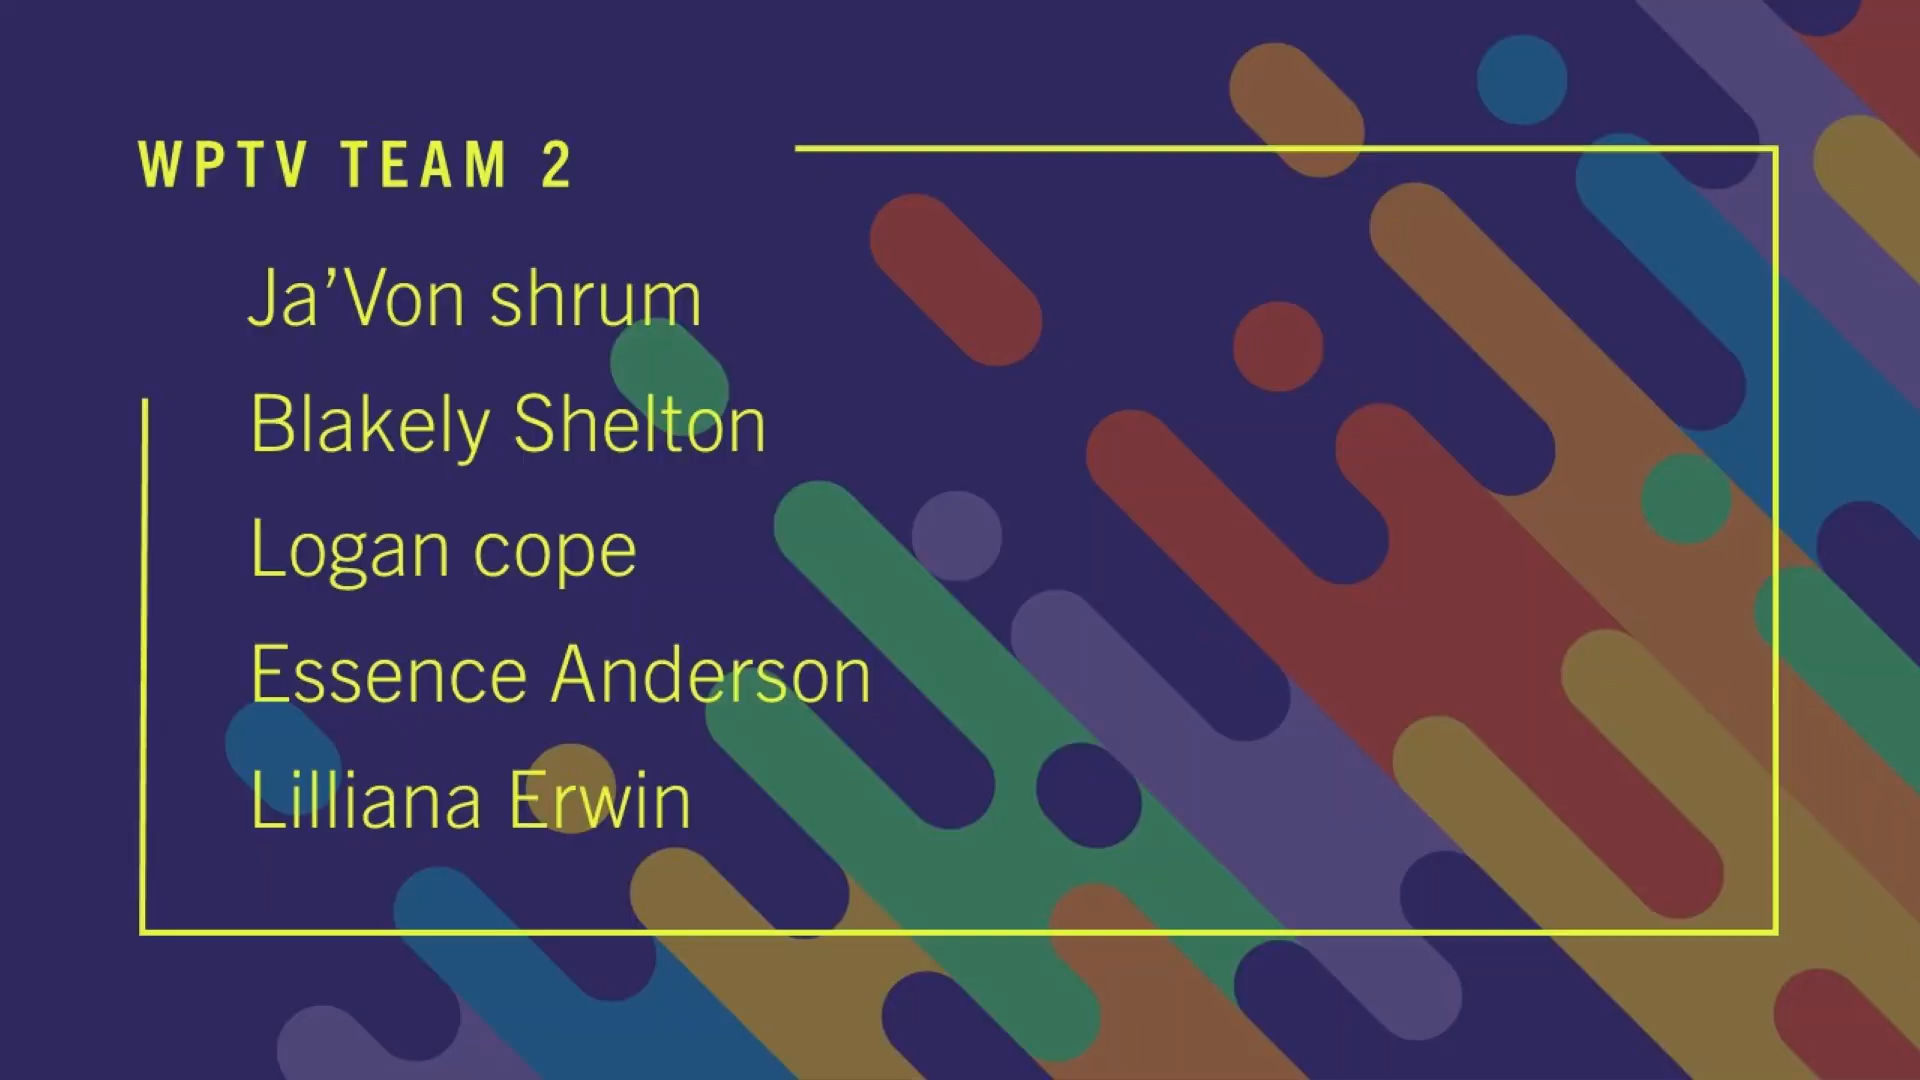 WPTV TEAM 2
Ja’Von shrum
Blakely Shelton
Logan cope
Essence Anderson
Lilliana Erwin